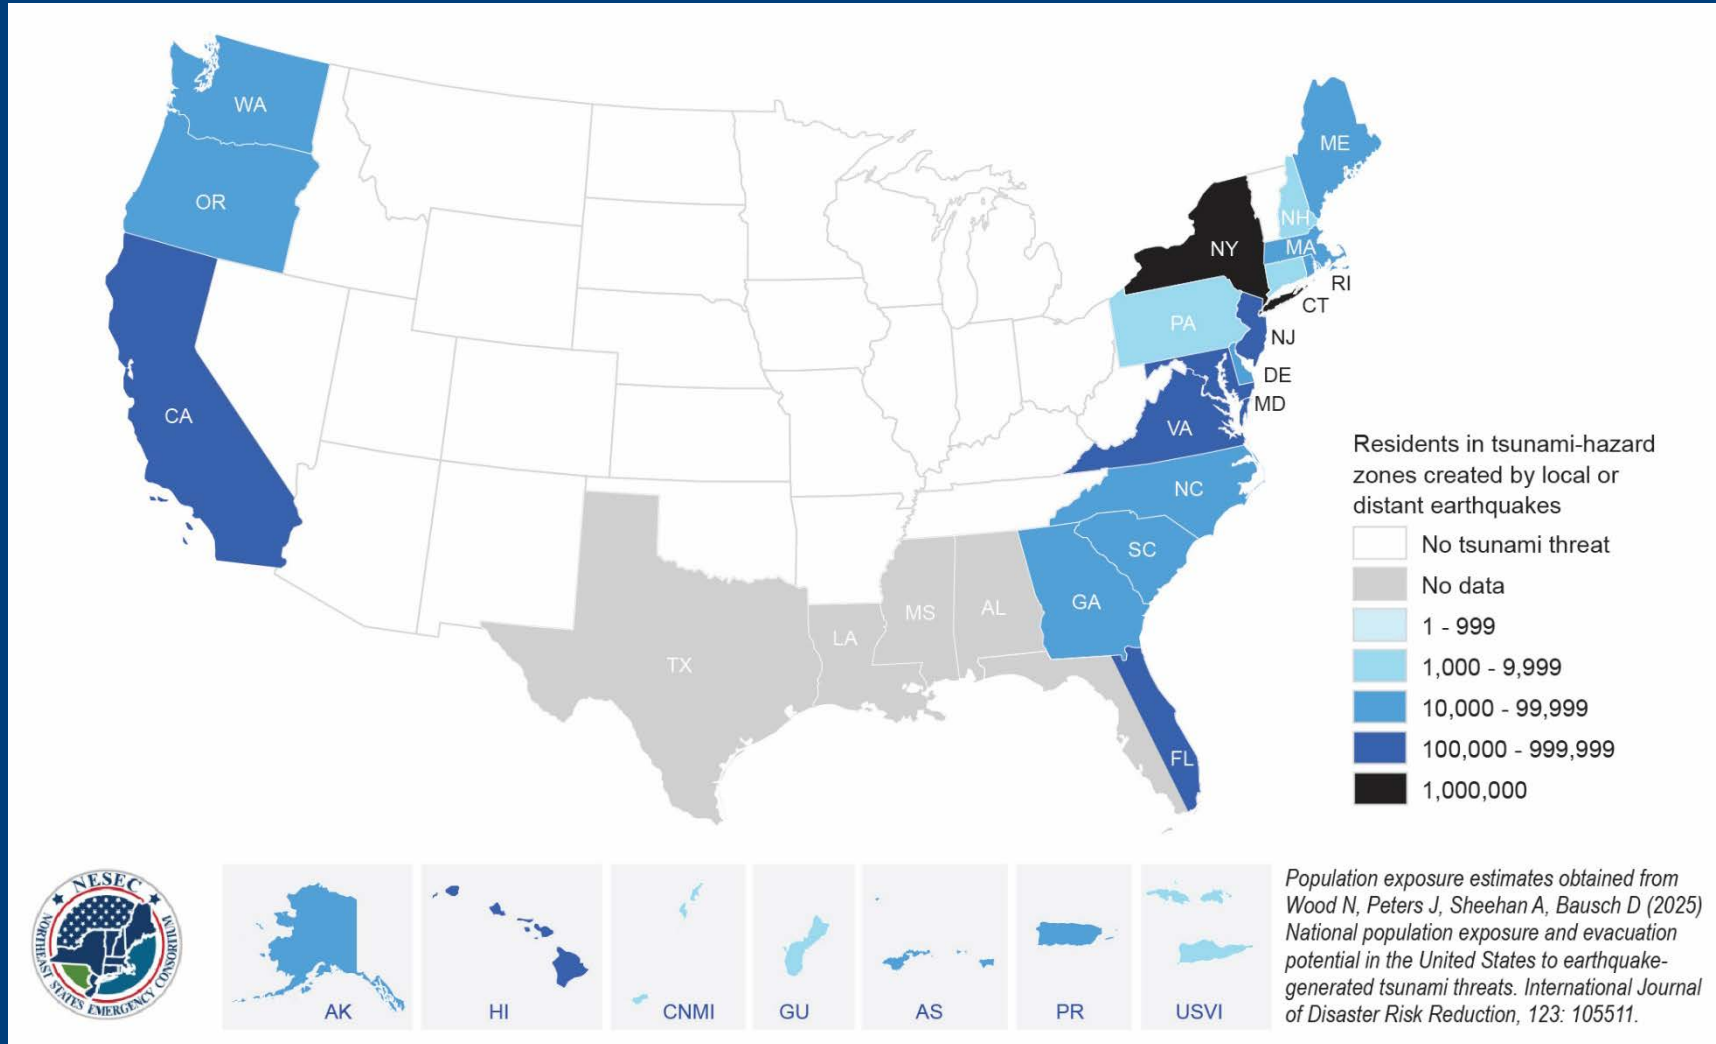 WA
OR
CA
ME
NH
NY
MA
RI
CT
PA
NJ
DE
MD
VA
NC
SC
GA
AL
MS
LA
TX
FL
Residents in tsunami-hazard
zones created by local or
distant earthquakes
No tsunami threat
No data
1 - 999
1,000 - 9,999
10,000 - 99,999
100,000 - 999,999
1,000,000
NESEC
NORTHEAST STATES EMERGENCY CONSORTIUM
AK
HI
CNMI
GU
AS
PR
USVI
Population exposure estimates obtained from
Wood N, Peters J, Sheehan A, Bausch D (2025)
National population exposure and evacuation
potential in the United States to earthquake-
generated tsunami threats. International Journal
of Disaster Risk Reduction, 123: 105511.